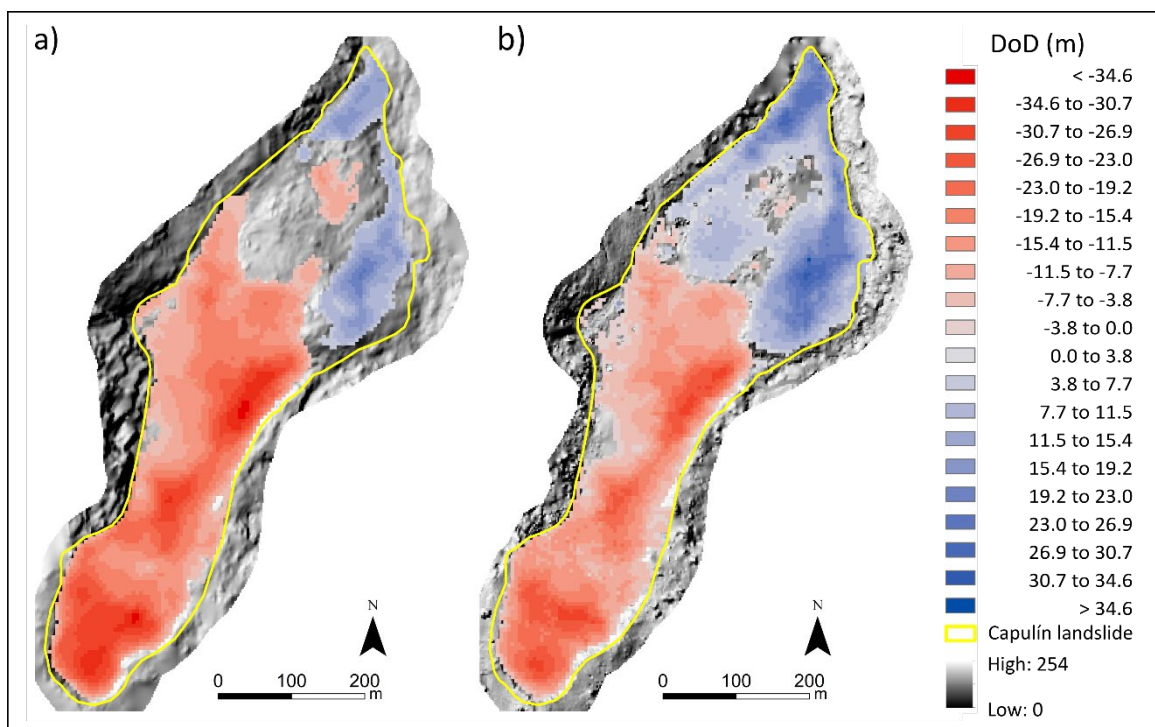 a)
b)
DoD (m)
< -34.6
-34.6 to -30.7
-30.7 to -26.9
-26.9 to -23.0
-23.0 to -19.2
-19.2 to -15.4
-15.4 to -11.5
-11.5 to -7.7
-7.7 to -3.8
-3.8 to 0.0
0.0 to 3.8
3.8 to 7.7
7.7 to 11.5
11.5 to 15.4
15.4 to 19.2
19.2 to 23.0
23.0 to 26.9
26.9 to 30.7
30.7 to 34.6
> 34.6
Capulín landslide
High: 254
Low: 0
N
0 100 200
m
N
0 100 200
m